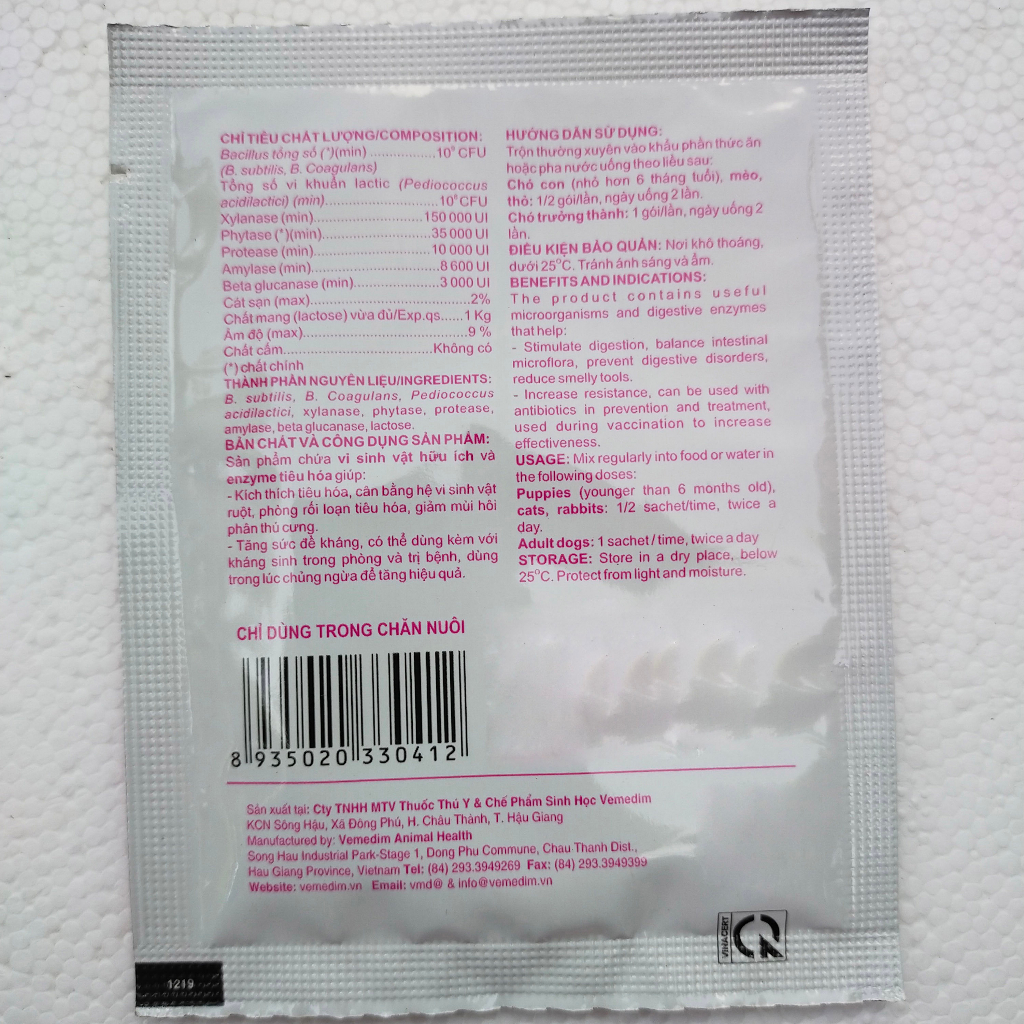 CHỈ TIÊU CHẤT LƯỢNG/COMPOSITION:
Bacillus tổng số (*)(min) ..................10⁹ CFU
(B. subtilis, B. Coagulans)
Tổng số vi khuẩn lactic (Pediococcus
acidilactici) (min)..............................10⁹ CFU
Xylanase (min)..............................150 000 UI
Phytase (*)(min).............................35 000 UI
Protease (min)...............................10 000 UI
Amylase (min)..................................8 600 UI
Beta glucanase (min)......................3 000 UI
Cát sạn (max)..........................................2%
Chất mang (lactose) vừa đủ/Exp.qs......1 Kg
Ẩm độ (max)...........................................9 %
Chất cấm.......................................Không có
(*) chất chính
THÀNH PHẦN NGUYÊN LIỆU/INGREDIENTS:
B. subtilis, B. Coagulans, Pediococcus
acidilactici, xylanase, phytase, protease,
amylase, beta glucanase, lactose.
BẢN CHẤT VÀ CÔNG DỤNG SẢN PHẨM:
Sản phẩm chứa vi sinh vật hữu ích và
enzyme tiêu hóa giúp:
- Kích thích tiêu hóa, cân bằng hệ vi sinh vật
ruột, phòng rối loạn tiêu hóa, giảm mùi hôi
phân thú cưng.
- Tăng sức đề kháng, có thể dùng kèm với
kháng sinh trong phòng và trị bệnh, dùng
trong lúc chủng ngừa để tăng hiệu quả.
HƯỚNG DẪN SỬ DỤNG:
Trộn thường xuyên vào khẩu phần thức ăn
hoặc pha nước uống theo liều sau:
Chó con (nhỏ hơn 6 tháng tuổi), mèo,
thỏ: 1/2 gói/lần, ngày uống 2 lần.
Chó trưởng thành: 1 gói/lần, ngày uống 2
lần.
ĐIỀU KIỆN BẢO QUẢN: Nơi khô thoáng,
dưới 25°C. Tránh ánh sáng và ẩm.
BENEFITS AND INDICATIONS:
The product contains useful
microorganisms and digestive enzymes
that help:
- Stimulate digestion, balance intestinal
microflora, prevent digestive disorders,
reduce smelly tools.
- Increase resistance, can be used with
antibiotics in prevention and treatment,
used during vaccination to increase
effectiveness.
USAGE: Mix regularly into food or water in
the following doses:
Puppies (younger than 6 months old),
cats, rabbits: 1/2 sachet/time, twice a
day.
Adult dogs: 1 sachet / time, twice a day
STORAGE: Store in a dry place, below
25°C. Protect from light and moisture.
CHỈ DÙNG TRONG CHĂN NUÔI
8 935020 330412
Sản xuất tại: Cty TNHH MTV Thuốc Thú Y & Chế Phẩm Sinh Học Vemedim
KCN Sông Hậu, Xã Đông Phú, H. Châu Thành, T. Hậu Giang
Manufactured by: Vemedim Animal Health
Song Hau Industrial Park-Stage 1, Dong Phu Commune, Chau Thanh Dist.,
Hau Giang Province, Vietnam Tel: (84) 293.3949269 Fax: (84) 293.3949399
Website: vemedim.vn Email: vmd@ & info@vemedim.vn
VINACERT
1219